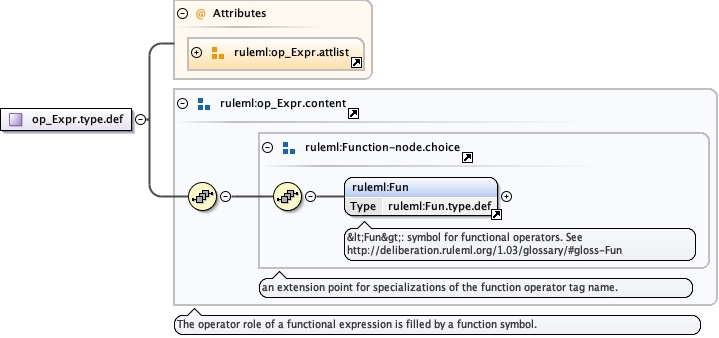 @ Attributes
ruleml:op_Expr.attlist
ruleml:op_Expr.content
op_Expr.type.def
ruleml:Function-node.choice
ruleml:Fun
Type ruleml:Fun.type.def
&lt;Fun&gt;: symbol for functional operators. See
http://deliberation.ruleml.org/1.03/glossary/#gloss-Fun
an extension point for specializations of the function operator tag name.
The operator role of a functional expression is filled by a function symbol.